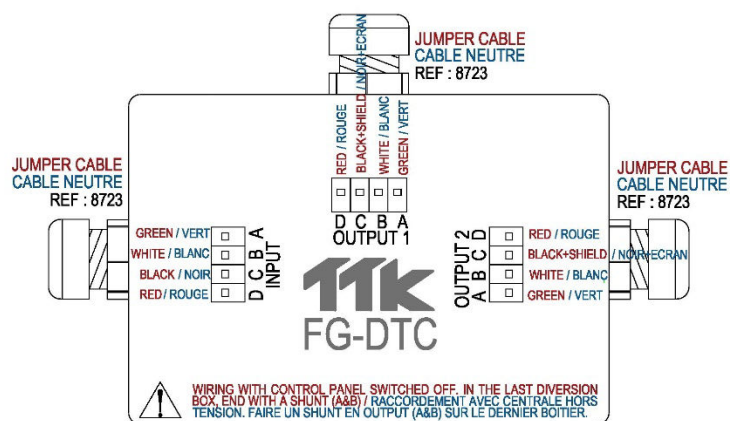 JUMPER CABLE
CABLE NEUTRE
REF : 8723
RED / ROUGE
BLACK+SHIELD / NOIR+ECRAN
WHITE / BLANC
GREEN / VERT
D C B A
OUTPUT 1
JUMPER CABLE
CABLE NEUTRE
REF : 8723
GREEN / VERT
WHITE / BLANC
BLACK / NOIR
RED / ROUGE
D C B A
INPUT
JUMPER CABLE
CABLE NEUTRE
REF : 8723
OUTPUT 2
A B C D
RED / ROUGE
BLACK+SHIELD / NOIR+ECRAN
WHITE / BLANC
GREEN / VERT
TTK
FG-DTC
WIRING WITH CONTROL PANEL SWITCHED OFF. IN THE LAST DIVERSION
BOX, END WITH A SHUNT (A&B) / RACCORDEMENT AVEC CENTRALE HORS
TENSION. FAIRE UN SHUNT EN OUTPUT (A&B) SUR LE DERNIER BOITIER.